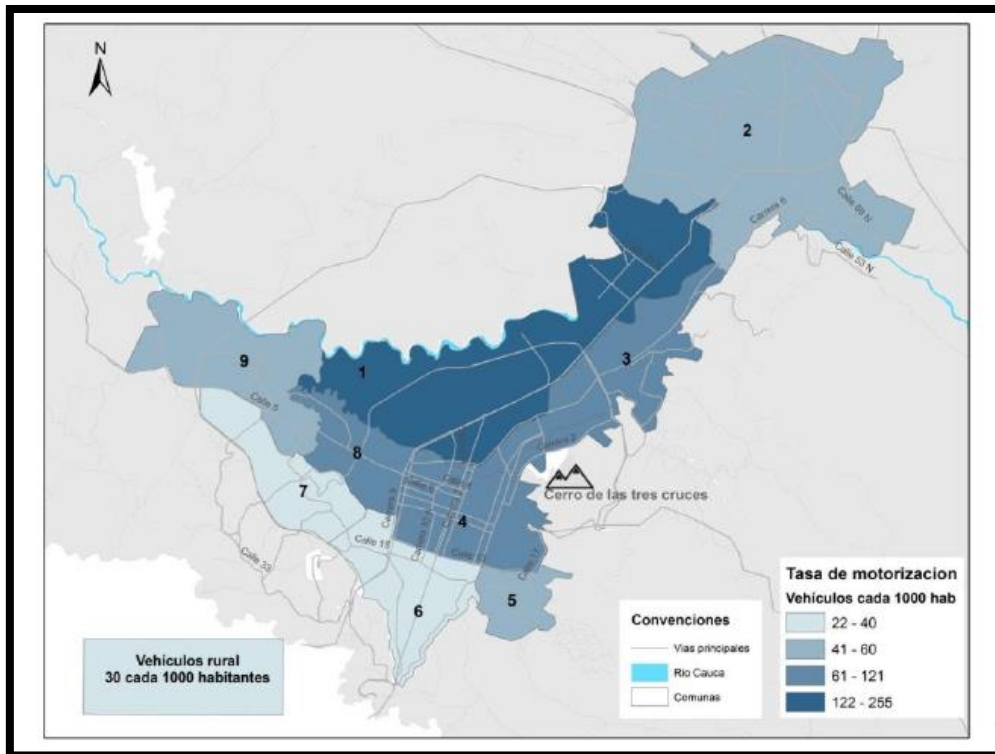 N
2
Carrera 6
Calle 69 N
Calle 53 N
3
9
1
Calle 5
8
Carrera 2
Cerro de las tres cruces
7
4
Calle 15
Calle 33
6
5
Vehículos rural
30 cada 1000 habitantes
Convenciones
Vias principales
Rio Cauca
Comunas
Tasa de motorizacion
Vehículos cada 1000 hab
22 - 40
41 - 60
61 - 121
122 - 255